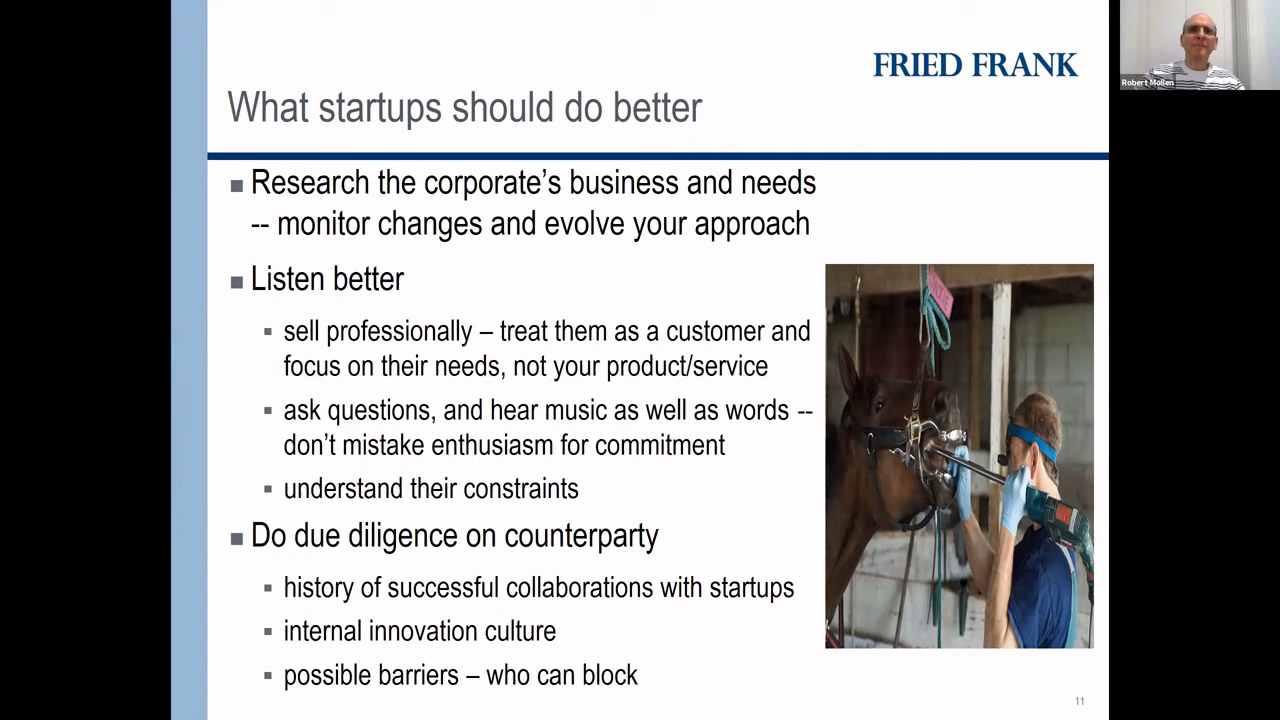 FRIED FRANK
Robert Mollen
What startups should do better
■ Research the corporate's business and needs
-- monitor changes and evolve your approach
■ Listen better
▪ sell professionally – treat them as a customer and
focus on their needs, not your product/service
▪ ask questions, and hear music as well as words --
don't mistake enthusiasm for commitment
▪ understand their constraints
■ Do due diligence on counterparty
▪ history of successful collaborations with startups
▪ internal innovation culture
▪ possible barriers – who can block
11